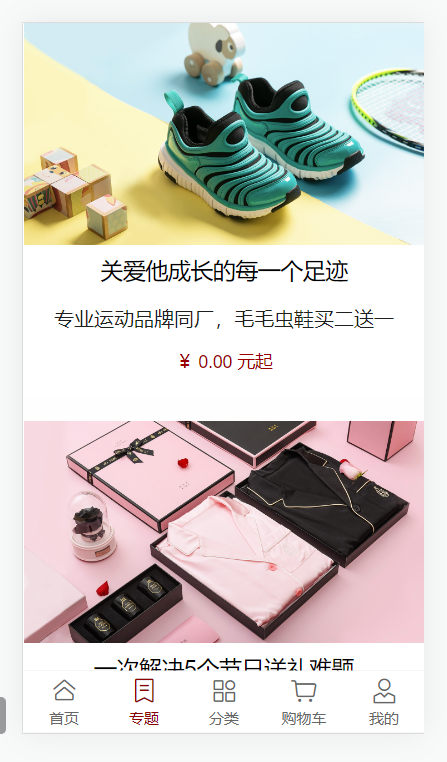 关爱他成长的每一个足迹
专业运动品牌同厂，毛毛虫鞋买二送一
¥ 0.00 元起
一次解决5个节日送礼难题
首页 专题 分类 购物车 我的